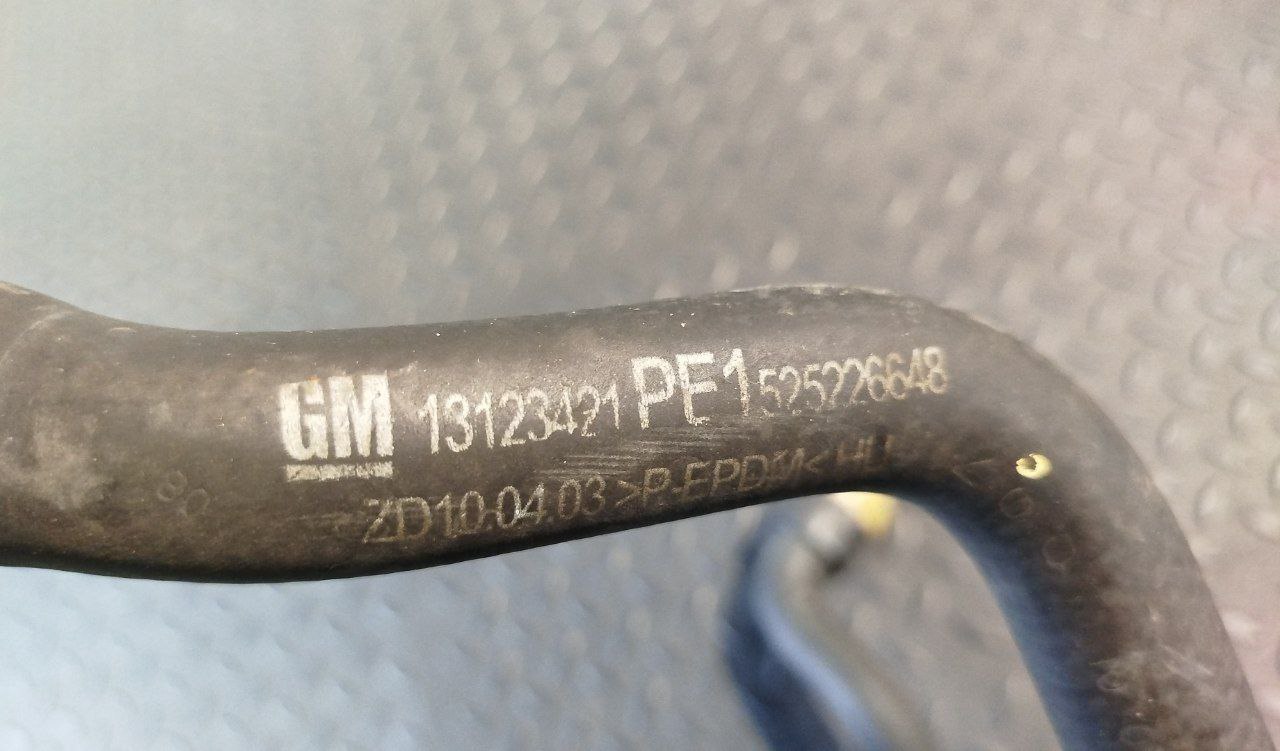 GM 13123421 PE1 525226648
ZD 10.04.03 >P-EPDM<